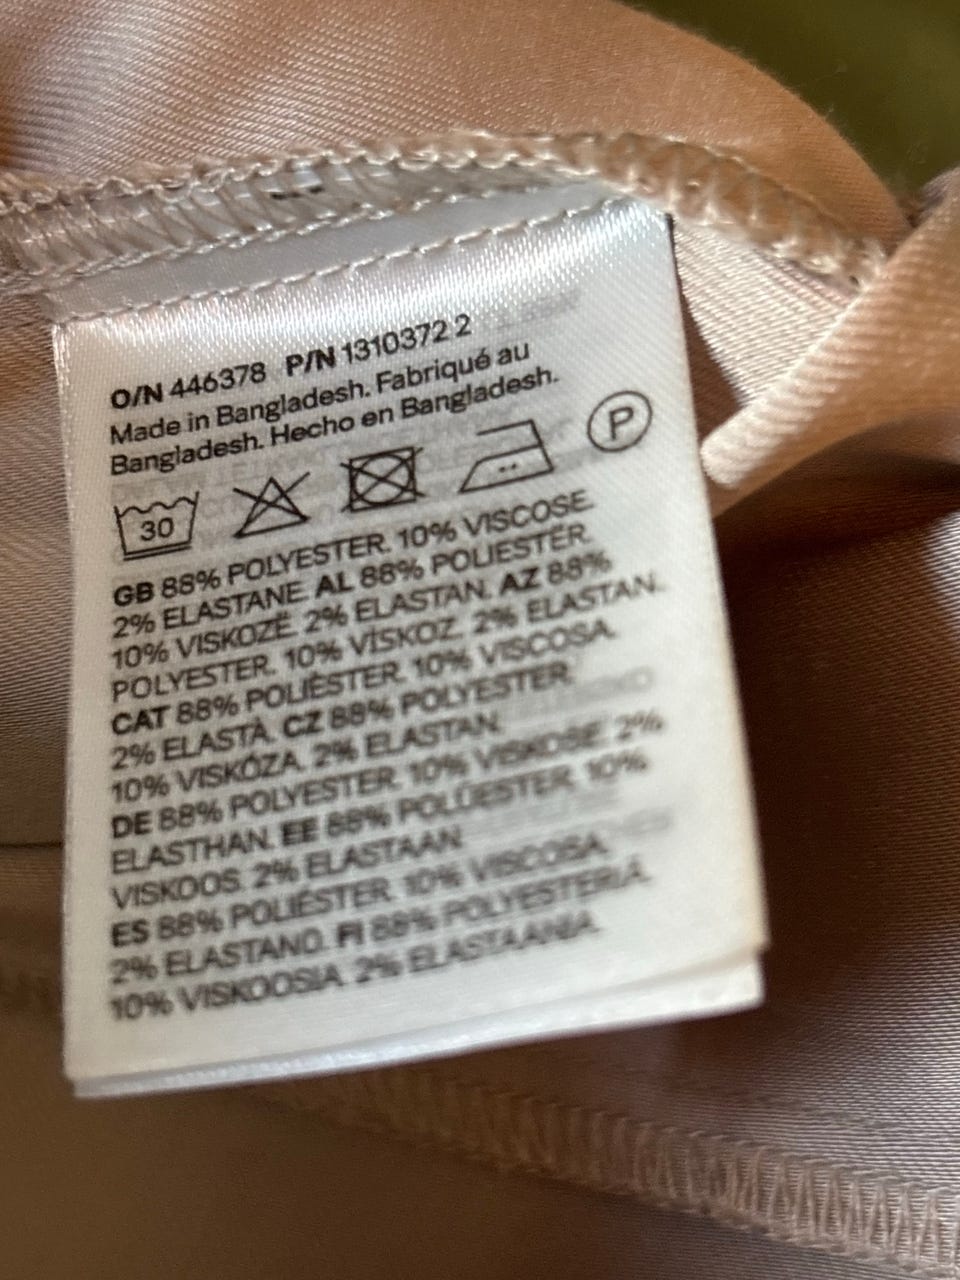 O/N 446378 P/N 1310372 2
Made in Bangladesh. Fabriqué au
Bangladesh. Hecho en Bangladesh.
30 P
GB 88% POLYESTER. 10% VISCOSE.
2% ELASTANE. AL 88% POLIESTËR.
10% VISKOZË. 2% ELASTAN. AZ 88%
POLYESTER. 10% VİSKOZ. 2% ELASTAN.
CAT 88% POLIÈSTER. 10% VISCOSA.
2% ELASTÀ. CZ 88% POLYESTER.
10% VISKÓZA. 2% ELASTAN.
DE 88% POLYESTER. 10% VISKOSE. 2%
ELASTHAN. EE 88% POLÜESTER. 10%
VISKOOS. 2% ELASTAAN.
ES 88% POLIÉSTER. 10% VISCOSA.
2% ELASTANO. FI 88% POLYESTERIÄ.
10% VISKOOSIA. 2% ELASTAANIA.